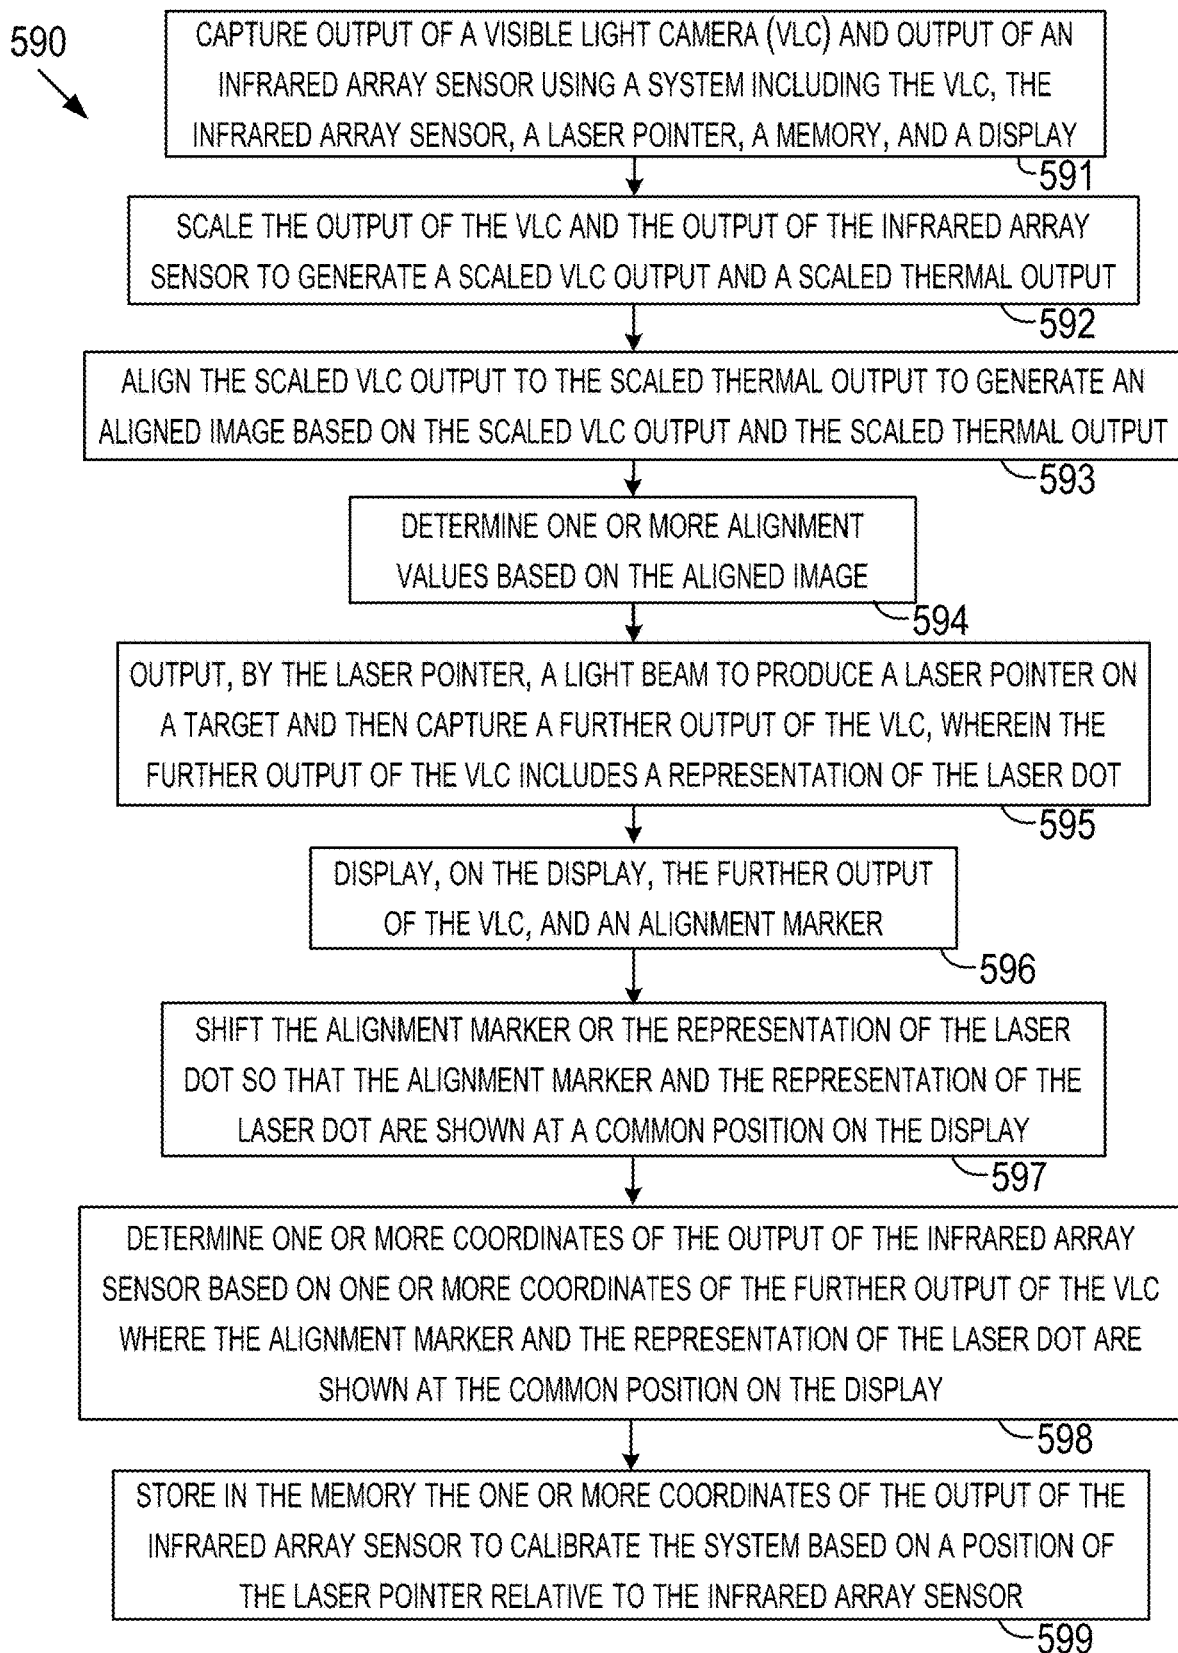 590
CAPTURE OUTPUT OF A VISIBLE LIGHT CAMERA (VLC) AND OUTPUT OF AN
INFRARED ARRAY SENSOR USING A SYSTEM INCLUDING THE VLC, THE
INFRARED ARRAY SENSOR, A LASER POINTER, A MEMORY, AND A DISPLAY
591
SCALE THE OUTPUT OF THE VLC AND THE OUTPUT OF THE INFRARED ARRAY
SENSOR TO GENERATE A SCALED VLC OUTPUT AND A SCALED THERMAL OUTPUT
592
ALIGN THE SCALED VLC OUTPUT TO THE SCALED THERMAL OUTPUT TO GENERATE AN
ALIGNED IMAGE BASED ON THE SCALED VLC OUTPUT AND THE SCALED THERMAL OUTPUT
593
DETERMINE ONE OR MORE ALIGNMENT
VALUES BASED ON THE ALIGNED IMAGE
594
OUTPUT, BY THE LASER POINTER, A LIGHT BEAM TO PRODUCE A LASER POINTER ON
A TARGET AND THEN CAPTURE A FURTHER OUTPUT OF THE VLC, WHEREIN THE
FURTHER OUTPUT OF THE VLC INCLUDES A REPRESENTATION OF THE LASER DOT
595
DISPLAY, ON THE DISPLAY, THE FURTHER OUTPUT
OF THE VLC, AND AN ALIGNMENT MARKER
596
SHIFT THE ALIGNMENT MARKER OR THE REPRESENTATION OF THE LASER
DOT SO THAT THE ALIGNMENT MARKER AND THE REPRESENTATION OF THE
LASER DOT ARE SHOWN AT A COMMON POSITION ON THE DISPLAY
597
DETERMINE ONE OR MORE COORDINATES OF THE OUTPUT OF THE INFRARED ARRAY
SENSOR BASED ON ONE OR MORE COORDINATES OF THE FURTHER OUTPUT OF THE VLC
WHERE THE ALIGNMENT MARKER AND THE REPRESENTATION OF THE LASER DOT ARE
SHOWN AT THE COMMON POSITION ON THE DISPLAY
598
STORE IN THE MEMORY THE ONE OR MORE COORDINATES OF THE OUTPUT OF THE
INFRARED ARRAY SENSOR TO CALIBRATE THE SYSTEM BASED ON A POSITION OF
THE LASER POINTER RELATIVE TO THE INFRARED ARRAY SENSOR
599